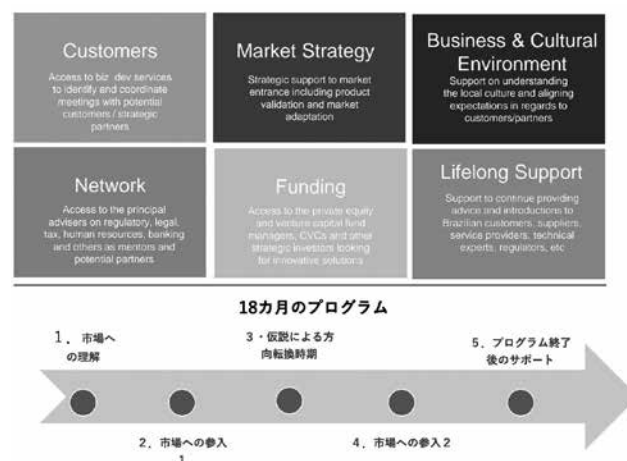 Customers
Access to biz dev services
to identify and coordinate
meetings with potential
customers / strategic
partners
Market Strategy
Strategic support to market
entrance including product
validation and market
adaptation
Business & Cultural
Environment
Support on understanding
the local culture and aligning
expectations in regards to
customers/partners
Network
Access to the principal
advisers on regulatory, legal,
tax, human resources, banking
and others as mentors and
potential partners
Funding
Access to the private equity
and venture capital fund
managers, CVCs and other
strategic investors looking
for innovative solutions
Lifelong Support
Support to continue providing
advice and introductions to
Brazilian customers, suppliers,
service providers, technical
experts, regulators, etc
18カ月のプログラム
1．市場へ
の理解
3・仮説による方
向転換時期
5．プログラム終了
後のサポート
2．市場への参入
1
4．市場への参入2